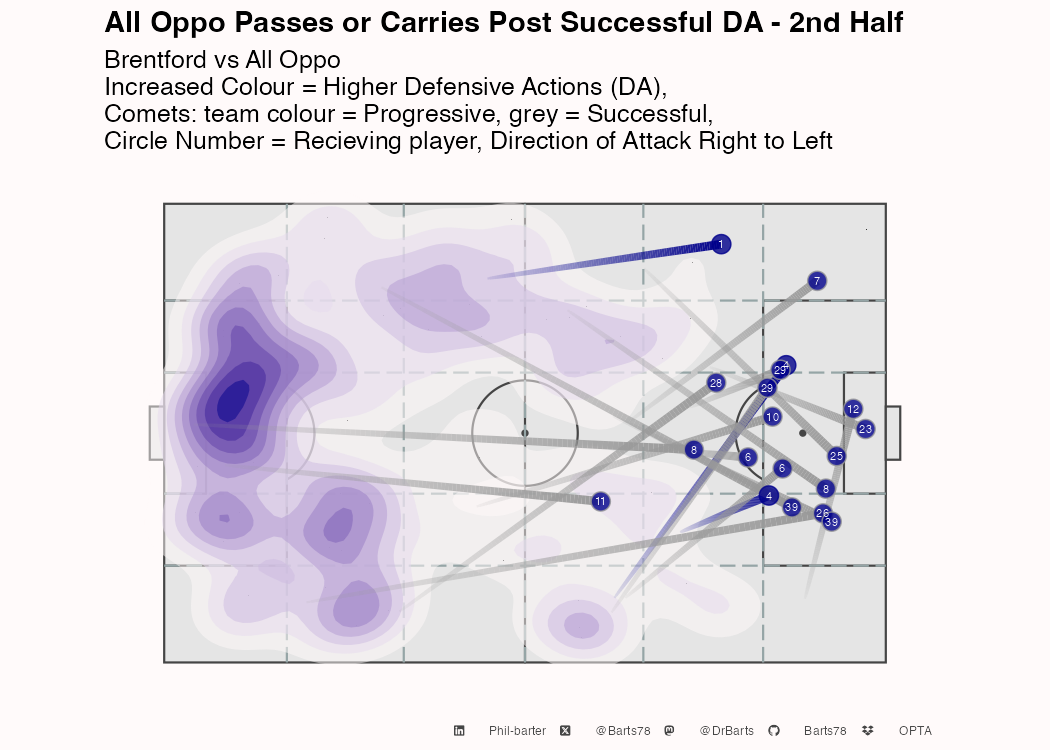 All Oppo Passes or Carries Post Successful DA - 2nd Half
Brentford vs All Oppo
Increased Colour = Higher Defensive Actions (DA),
Comets: team colour = Progressive, grey = Successful,
Circle Number = Recieving player, Direction of Attack Right to Left
1
7
4
29
28
29
12
10
23
8
6
25
6
8
4
11
39
26
39
Phil-barter
@Barts78
@DrBarts
Barts78
OPTA